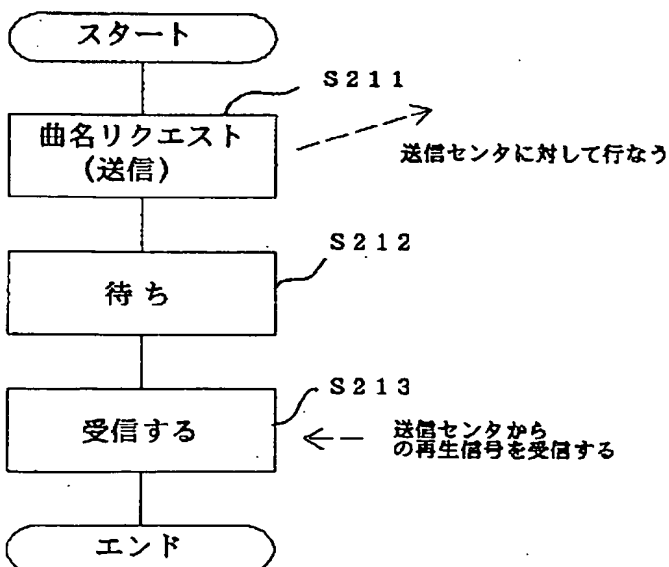 スタート
S211
曲名リクエスト
(送信)
送信センタに対して行なう
S212
待ち
S213
受信する
送信センタから
の再生信号を受信する
エンド